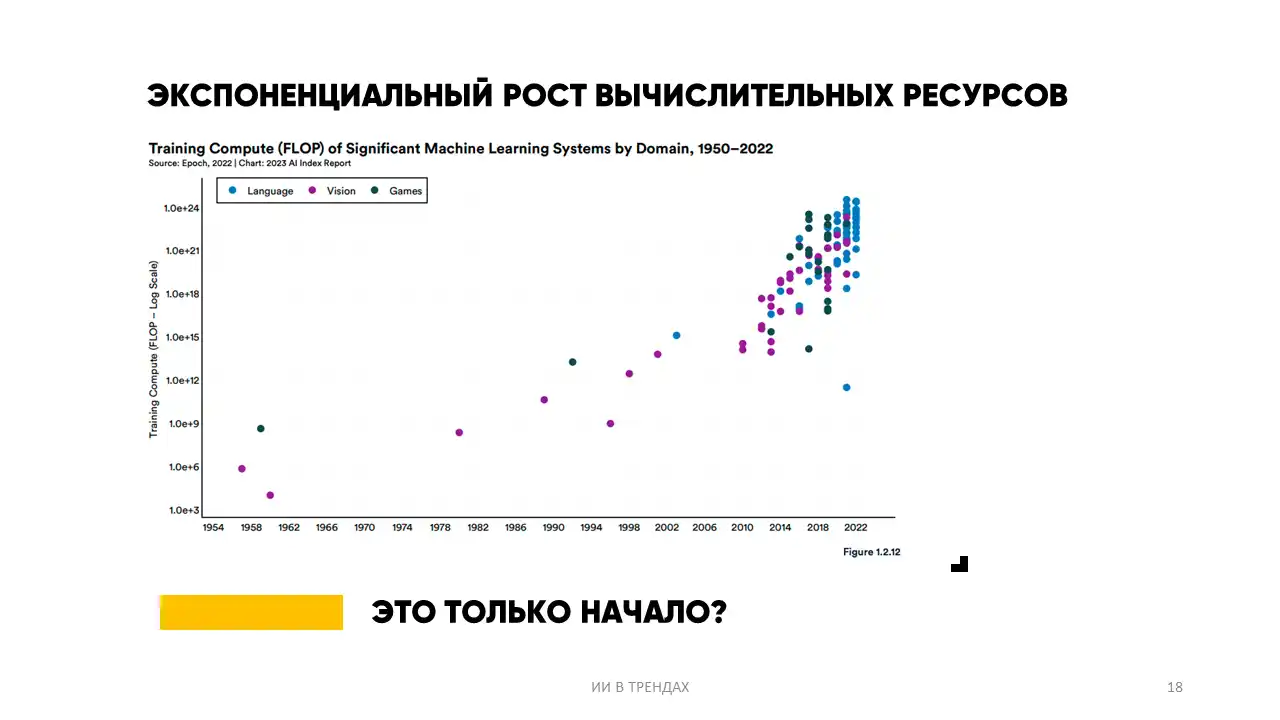 ЭКСПОНЕНЦИАЛЬНЫЙ РОСТ ВЫЧИСЛИТЕЛЬНЫХ РЕСУРСОВ
Training Compute (FLOP) of Significant Machine Learning Systems by Domain, 1950–2022
Source: Epoch, 2022 | Chart: 2023 AI Index Report
Language Vision Games
Training Compute (FLOP – Log Scale)
1.0e+24
1.0e+21
1.0e+18
1.0e+15
1.0e+12
1.0e+9
1.0e+6
1.0e+3
1954 1958 1962 1966 1970 1974 1978 1982 1986 1990 1994 1998 2002 2006 2010 2014 2018 2022
Figure 1.2.12
ЭТО ТОЛЬКО НАЧАЛО?
ИИ В ТРЕНДАХ
18